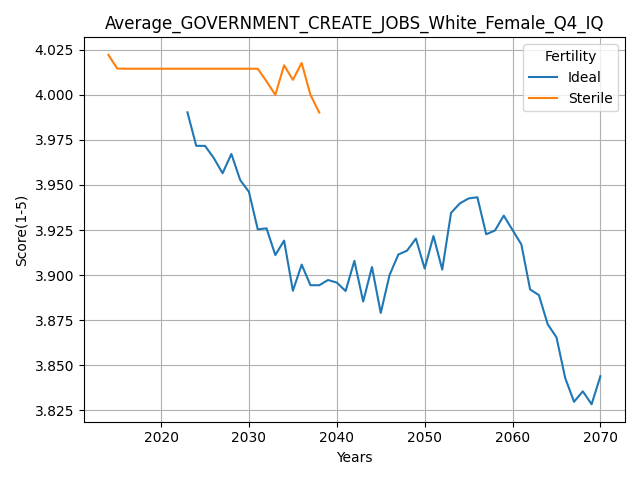 Average_GOVERNMENT_CREATE_JOBS_White_Female_Q4_IQ
Fertility
Ideal
Sterile
Score(1-5)
4.025
4.000
3.975
3.950
3.925
3.900
3.875
3.850
3.825
2020 2030 2040 2050 2060 2070
Years